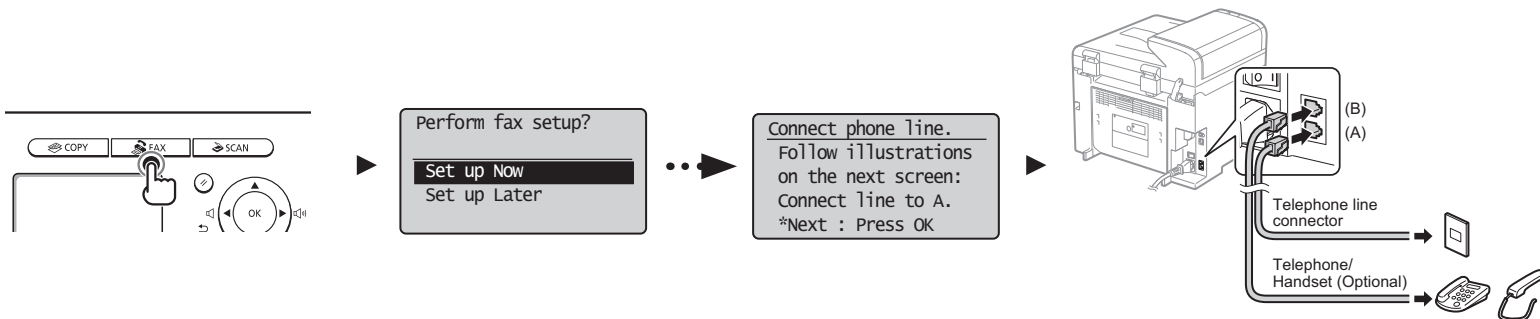 COPY
FAX
SCAN
OK
Perform fax setup?
Set up Now
Set up Later
Connect phone line.
Follow illustrations
on the next screen:
Connect line to A.
*Next : Press OK
(B)
(A)
Telephone line
connector
Telephone/
Handset (Optional)